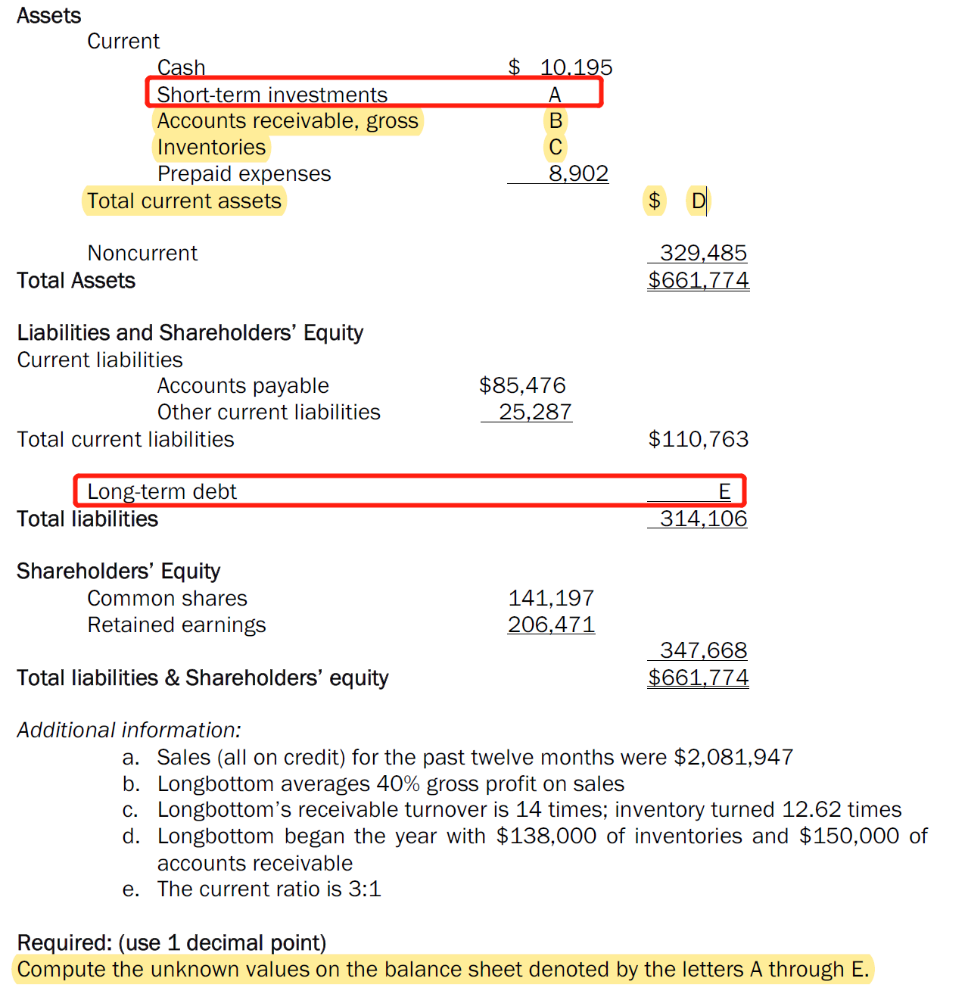 Assets
Current
Cash $ 10,195
Short-term investments A
Accounts receivable, gross B
Inventories C
Prepaid expenses 8,902
Total current assets $ D
Noncurrent 329,485
Total Assets $661,774
Liabilities and Shareholders’ Equity
Current liabilities
Accounts payable $85,476
Other current liabilities 25,287
Total current liabilities $110,763
Long-term debt E
Total liabilities 314,106
Shareholders’ Equity
Common shares 141,197
Retained earnings 206,471
347,668
Total liabilities & Shareholders’ equity $661,774
Additional information:
a. Sales (all on credit) for the past twelve months were $2,081,947
b. Longbottom averages 40% gross profit on sales
c. Longbottom’s receivable turnover is 14 times; inventory turned 12.62 times
d. Longbottom began the year with $138,000 of inventories and $150,000 of
accounts receivable
e. The current ratio is 3:1
Required: (use 1 decimal point)
Compute the unknown values on the balance sheet denoted by the letters A through E.